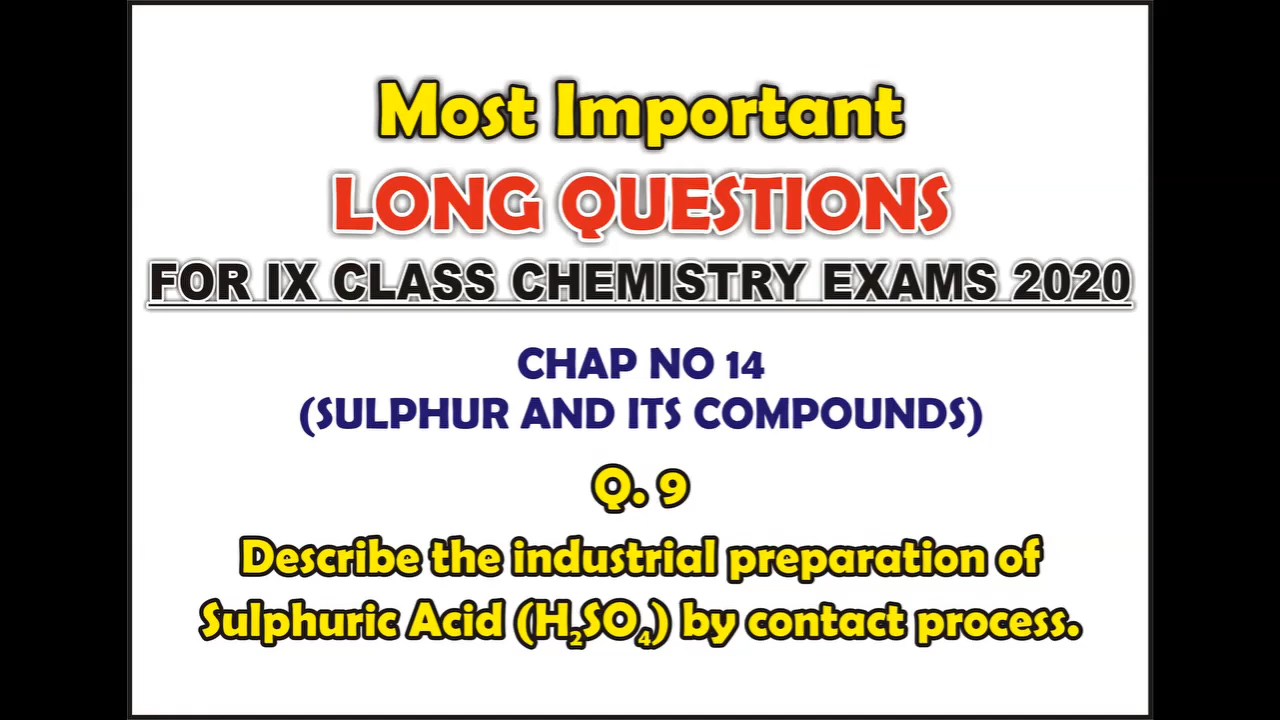 Most Important
LONG QUESTIONS
FOR IX CLASS CHEMISTRY EXAMS 2020
CHAP NO 14
(SULPHUR AND ITS COMPOUNDS)
Q. 9
Describe the industrial preparation of
Sulphuric Acid (H₂SO₄) by contact process.